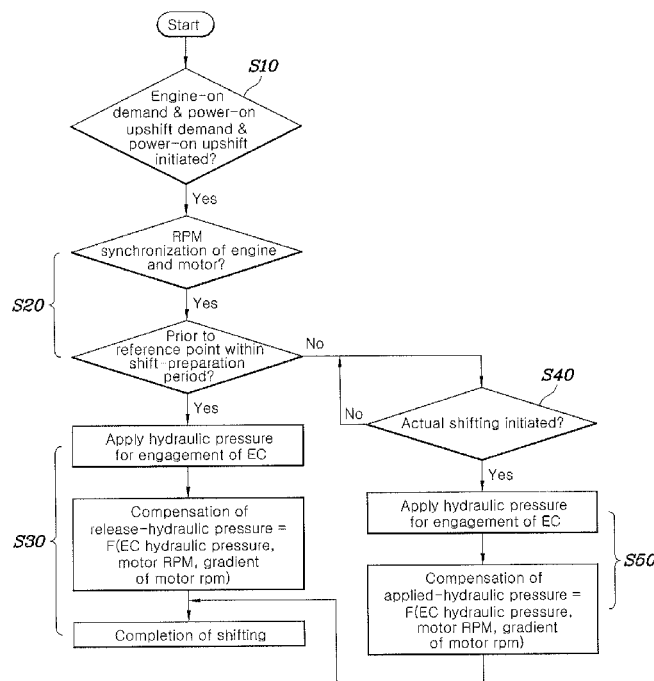 Start
S10
Engine-on
demand & power-on
upshift demand &
power-on upshift
initiated?
Yes
RPM
synchronization of
engine
and motor?
S20
Yes
Prior to
reference point within
shift-preparation
period?
No
S40
Yes
No
Actual shifting initiated?
Apply hydraulic pressure
for engagement of EC
Yes
Apply hydraulic pressure
for engagement of EC
S30
Compensation of
release-hydraulic pressure =
F(EC hydraulic pressure,
motor RPM, gradient
of motor rpm)
S50
Compensation of
applied-hydraulic pressure =
F(EC hydraulic pressure,
motor RPM, gradient
of motor rpm)
Completion of shifting